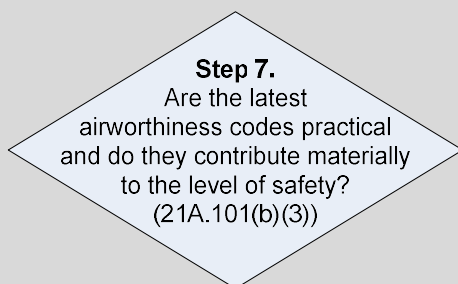 Step 7.
Are the latest
airworthiness codes practical
and do they contribute materially
to the level of safety?
(21A.101(b)(3))